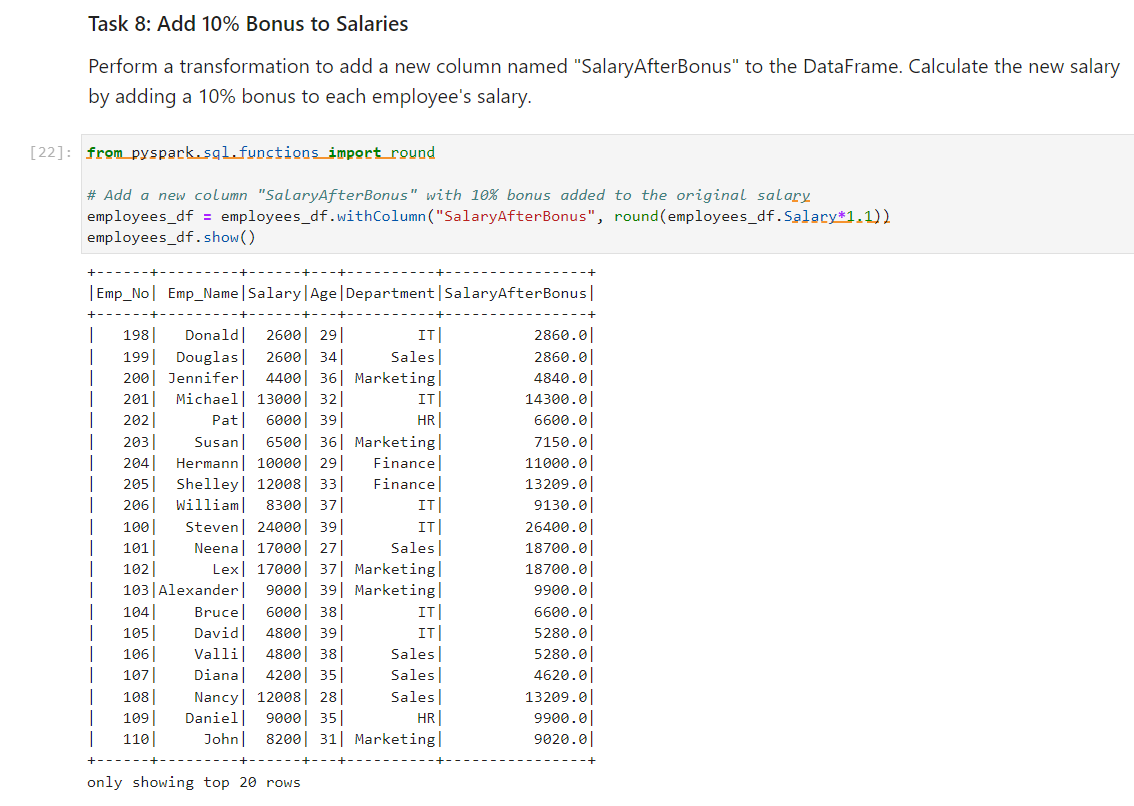 Task 8: Add 10% Bonus to Salaries
Perform a transformation to add a new column named "SalaryAfterBonus" to the DataFrame. Calculate the new salary
by adding a 10% bonus to each employee's salary.
[22]: from pyspark.sql.functions import round
# Add a new column "SalaryAfterBonus" with 10% bonus added to the original salary
employees_df = employees_df.withColumn("SalaryAfterBonus", round(employees_df.Salary*1.1))
employees_df.show()
+------+---------+------+---+----------+----------------+
|Emp_No| Emp_Name|Salary|Age|Department|SalaryAfterBonus|
+------+---------+------+---+----------+----------------+
|   198|   Donald|  2600| 29|        IT|          2860.0|
|   199|  Douglas|  2600| 34|     Sales|          2860.0|
|   200| Jennifer|  4400| 36| Marketing|          4840.0|
|   201|  Michael| 13000| 32|        IT|         14300.0|
|   202|      Pat|  6000| 39|        HR|          6600.0|
|   203|    Susan|  6500| 36| Marketing|          7150.0|
|   204|  Hermann| 10000| 29|   Finance|         11000.0|
|   205|  Shelley| 12008| 33|   Finance|         13209.0|
|   206|  William|  8300| 37|        IT|          9130.0|
|   100|   Steven| 24000| 39|        IT|         26400.0|
|   101|    Neena| 17000| 27|     Sales|         18700.0|
|   102|      Lex| 17000| 37| Marketing|         18700.0|
|   103|Alexander|  9000| 39| Marketing|          9900.0|
|   104|    Bruce|  6000| 38|        IT|          6600.0|
|   105|    David|  4800| 39|        IT|          5280.0|
|   106|    Valli|  4800| 38|     Sales|          5280.0|
|   107|    Diana|  4200| 35|     Sales|          4620.0|
|   108|    Nancy| 12008| 28|     Sales|         13209.0|
|   109|   Daniel|  9000| 35|        HR|          9900.0|
|   110|     John|  8200| 31| Marketing|          9020.0|
+------+---------+------+---+----------+----------------+
only showing top 20 rows